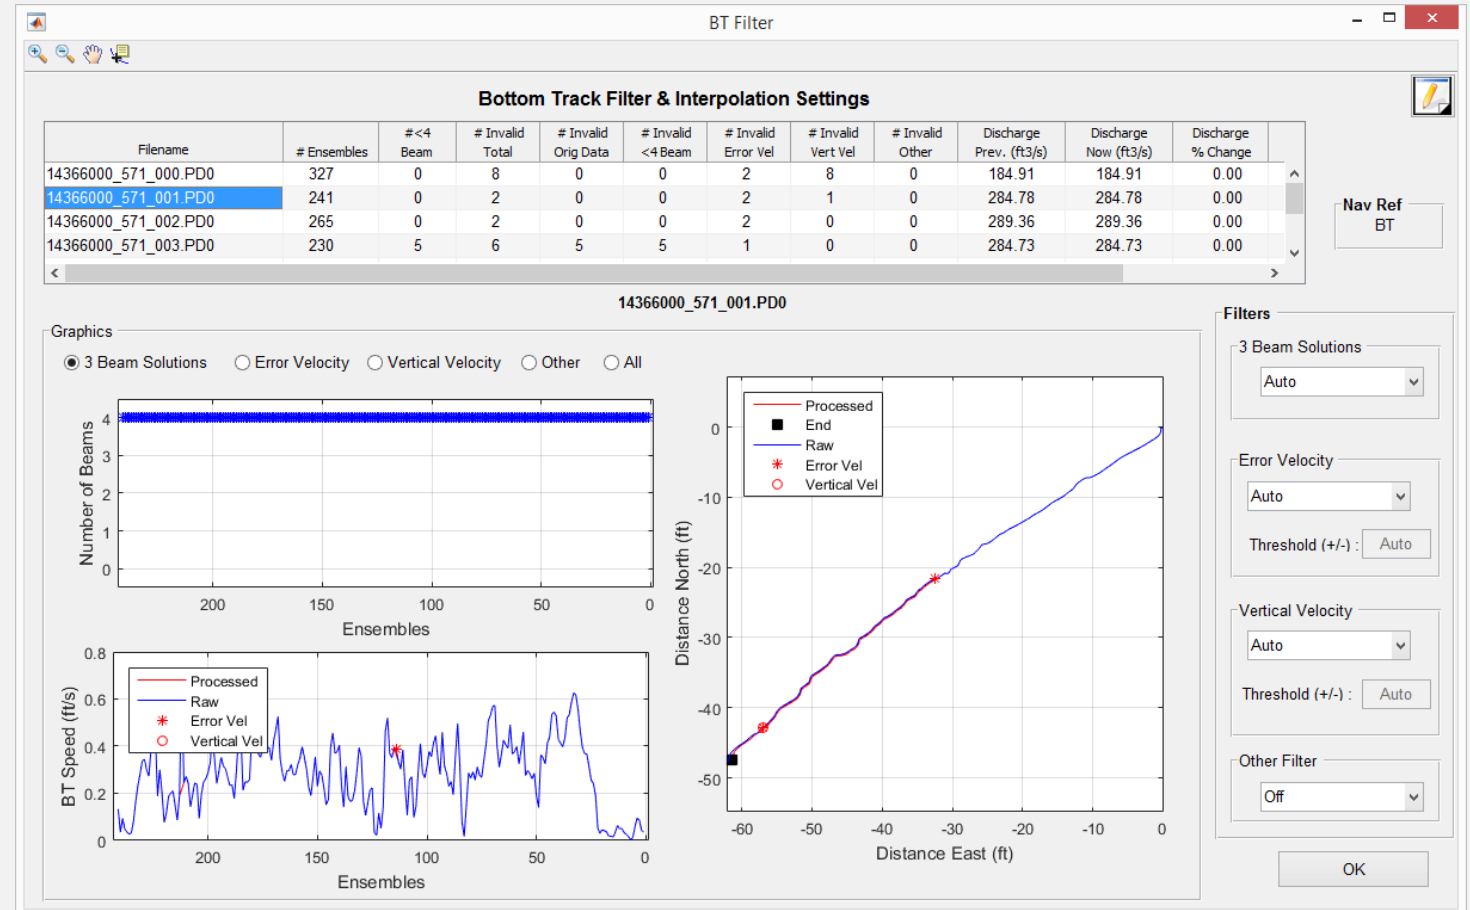 BT Filter
Bottom Track Filter & Interpolation Settings
Filename # Ensembles #<4 Beam # Invalid Total # Invalid Orig Data # Invalid <4 Beam # Invalid Error Vel # Invalid Vert Vel # Invalid Other Discharge Prev. (ft3/s) Discharge Now (ft3/s) Discharge % Change
14366000_571_000.PD0 327 0 8 0 0 2 8 0 184.91 184.91 0.00
14366000_571_001.PD0 241 0 2 0 0 2 1 0 284.78 284.78 0.00
14366000_571_002.PD0 265 0 2 0 0 2 0 0 289.36 289.36 0.00
14366000_571_003.PD0 230 5 6 5 5 1 0 0 284.73 284.73 0.00
Nav Ref
BT
14366000_571_001.PD0
Graphics
3 Beam Solutions Error Velocity Vertical Velocity Other All
Number of Beams
4
3
2
1
0
200 150 100 50 0
Ensembles
BT Speed (ft/s)
0.8
0.6
0.4
0.2
0
Processed
Raw
Error Vel
Vertical Vel
200 150 100 50 0
Ensembles
Distance North (ft)
0
-10
-20
-30
-40
-50
Processed
End
Raw
Error Vel
Vertical Vel
-60 -50 -40 -30 -20 -10 0
Distance East (ft)
Filters
3 Beam Solutions
Auto
Error Velocity
Auto
Threshold (+/-) : Auto
Vertical Velocity
Auto
Threshold (+/-) : Auto
Other Filter
Off
OK